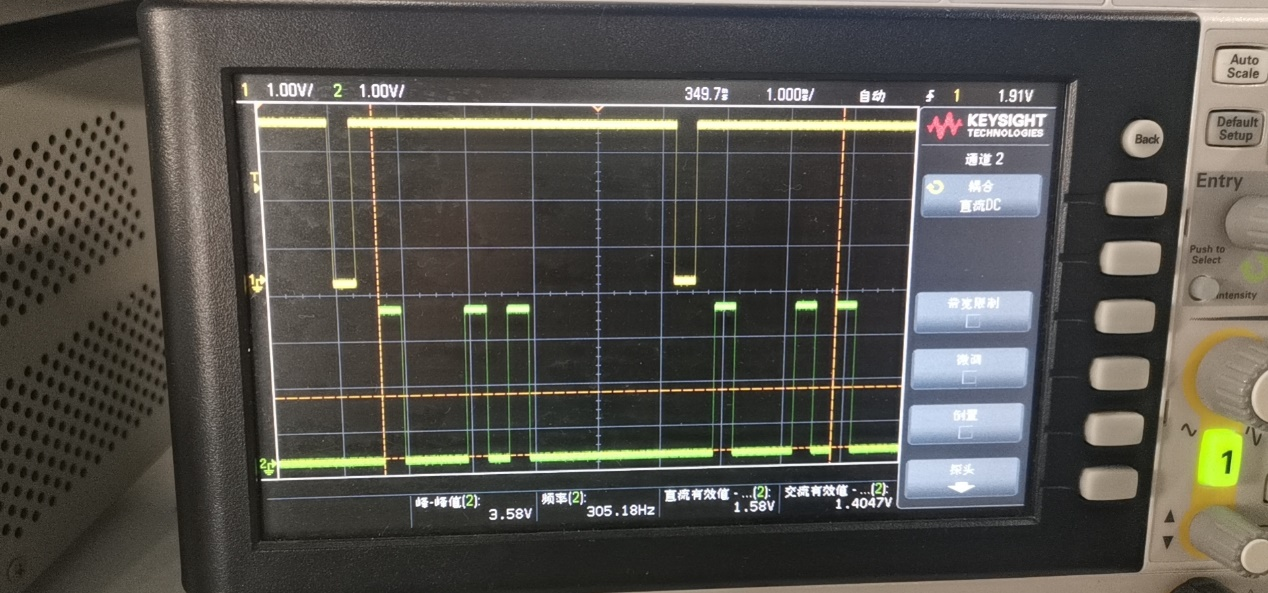 1 1.00V/ 2 1.00V/ 349.7 1.000 / 自动 1 1.91V
KEYSIGHT
TECHNOLOGIES
通道 2
耦合
直流DC
带宽限制
微调
倒置
探头
T
1
2
峰-峰值(2):
3.58V
频率(2):
305.18Hz
直流有效值 - ...(2):
1.58V
交流有效值 - ...(2):
1.4047V
Auto
Scale
Default
Setup
Back
Entry
Push to
Select
Intensity
1